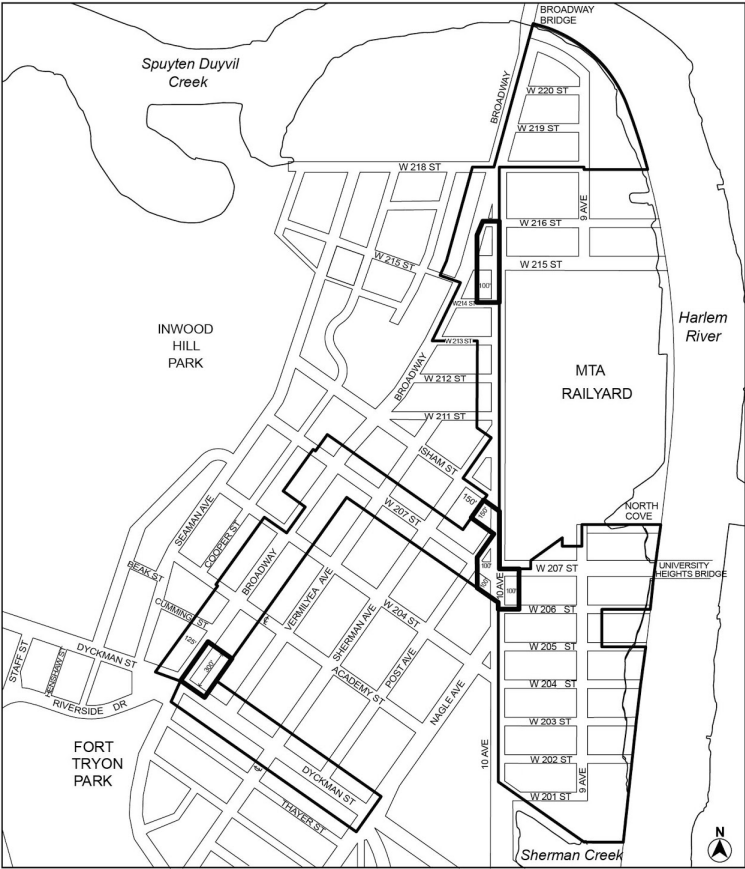 BROADWAY
BRIDGE
Spuyten Duyvil
Creek
BROADWAY
W 220 ST
W 219 ST
W 218 ST
9 AVE
W 216 ST
W 215 ST
W 215 ST
100'
W214 ST
Harlem
River
INWOOD
HILL
PARK
W 213 ST
BROADWAY
W 212 ST
MTA
RAILYARD
W 211 ST
ISHAM ST
150'
150'
NORTH
COVE
SEAMAN AVE
COOPER ST
W 207 ST
BROADWAY
100'
100'
10 AVE
100'
W 207 ST
UNIVERSITY
HEIGHTS BRIDGE
BEAK ST
VERMILYEA AVE
W 206 ST
CUMMING ST
W 204 ST
SHERMAN AVE
125'
DYCKMAN ST
W 205 ST
STAFF ST
HENSHAW ST
300'
POST AVE
ACADEMY ST
W 204 ST
NAGLE AVE
RIVERSIDE DR
W 203 ST
FORT
TRYON
PARK
10 AVE
W 202 ST
DYCKMAN ST
9 AVE
THAYER ST
W 201 ST
Sherman Creek
N